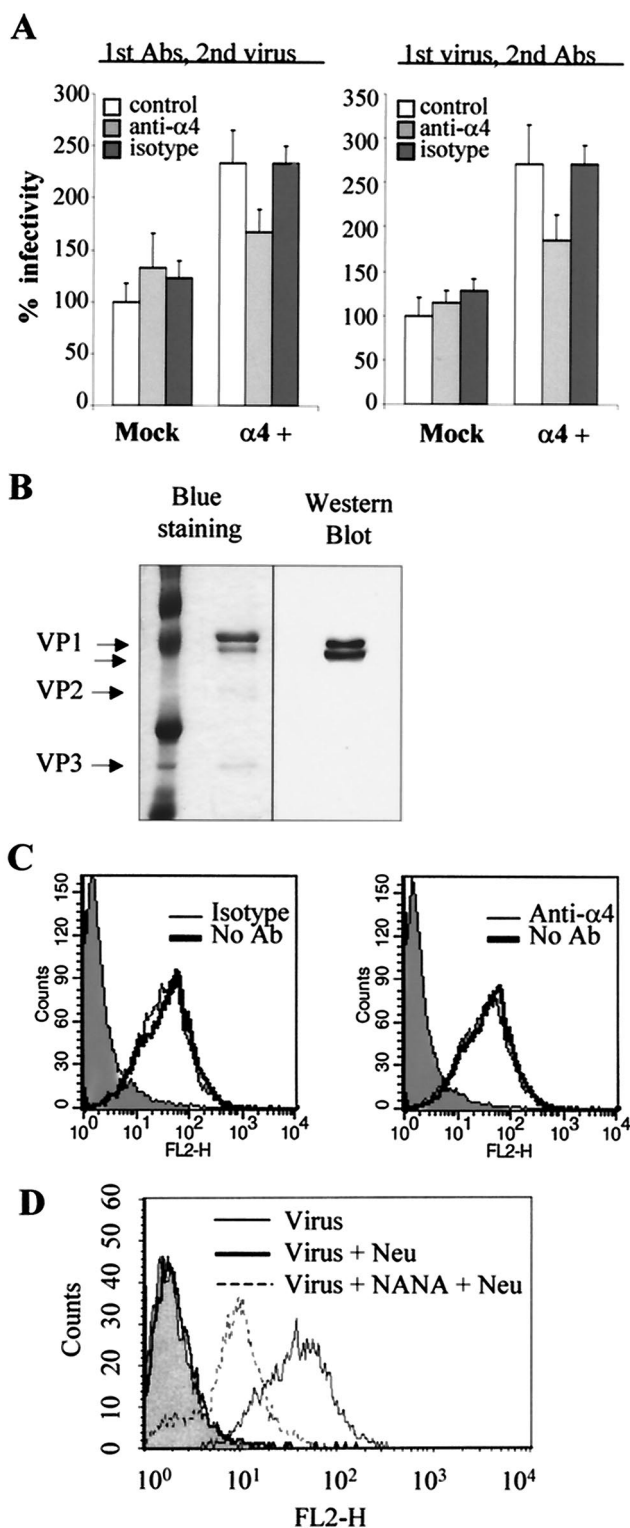 A
1st Abs, 2nd virus
1st virus, 2nd Abs
% infectivity
300
250
200
150
100
50
0
control
anti-α4
isotype
Mock
α4 +
350
300
250
200
150
100
50
0
control
anti-α4
isotype
Mock
α4 +
B
Blue
staining
Western
Blot
VP1
VP2
VP3
C
Counts
150
120
90
60
30
0
Isotype
No Ab
10⁰ 10¹ 10² 10³ 10⁴
FL2-H
Counts
150
120
90
60
30
0
Anti-α4
No Ab
10⁰ 10¹ 10² 10³ 10⁴
FL2-H
D
Counts
60
50
40
30
20
10
0
Virus
Virus + Neu
Virus + NANA + Neu
10⁰ 10¹ 10² 10³ 10⁴
FL2-H